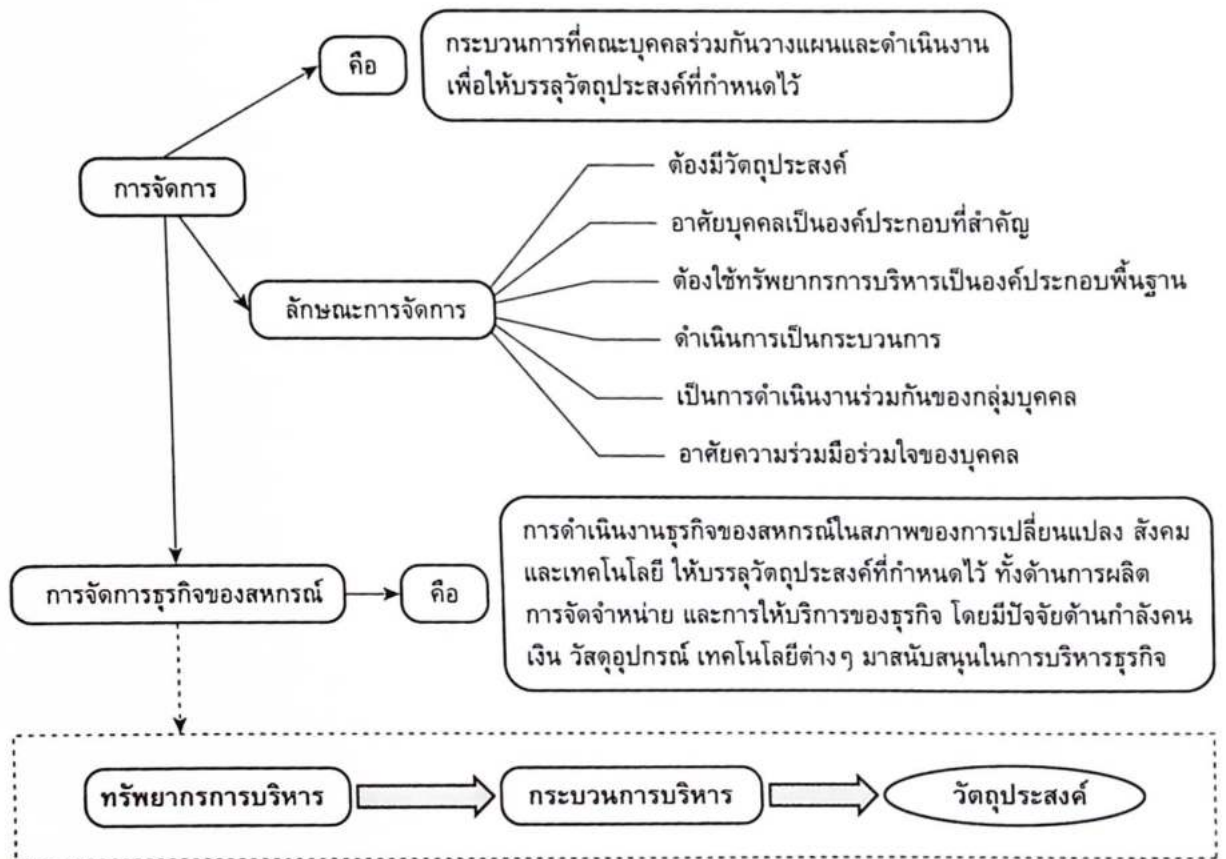 คือ
กระบวนการที่คณะบุคคลร่วมกันวางแผนและดำเนินงาน
เพื่อให้บรรลุวัตถุประสงค์ที่กำหนดไว้
การจัดการ
ต้องมีวัตถุประสงค์
อาศัยบุคคลเป็นองค์ประกอบที่สำคัญ
ต้องใช้ทรัพยากรการบริหารเป็นองค์ประกอบพื้นฐาน
ลักษณะการจัดการ
ดำเนินการเป็นกระบวนการ
เป็นการดำเนินงานร่วมกันของกลุ่มบุคคล
อาศัยความร่วมมือร่วมใจของบุคคล
การจัดการธุรกิจของสหกรณ์
คือ
การดำเนินงานธุรกิจของสหกรณ์ในสภาพของการเปลี่ยนแปลง สังคม
และเทคโนโลยี ให้บรรลุวัตถุประสงค์ที่กำหนดไว้ ทั้งด้านการผลิต
การจัดจำหน่าย และการให้บริการของธุรกิจ โดยมีปัจจัยด้านกำลังคน
เงิน วัสดุอุปกรณ์ เทคโนโลยีต่างๆ มาสนับสนุนในการบริหารธุรกิจ
ทรัพยากรการบริหาร
กระบวนการบริหาร
วัตถุประสงค์